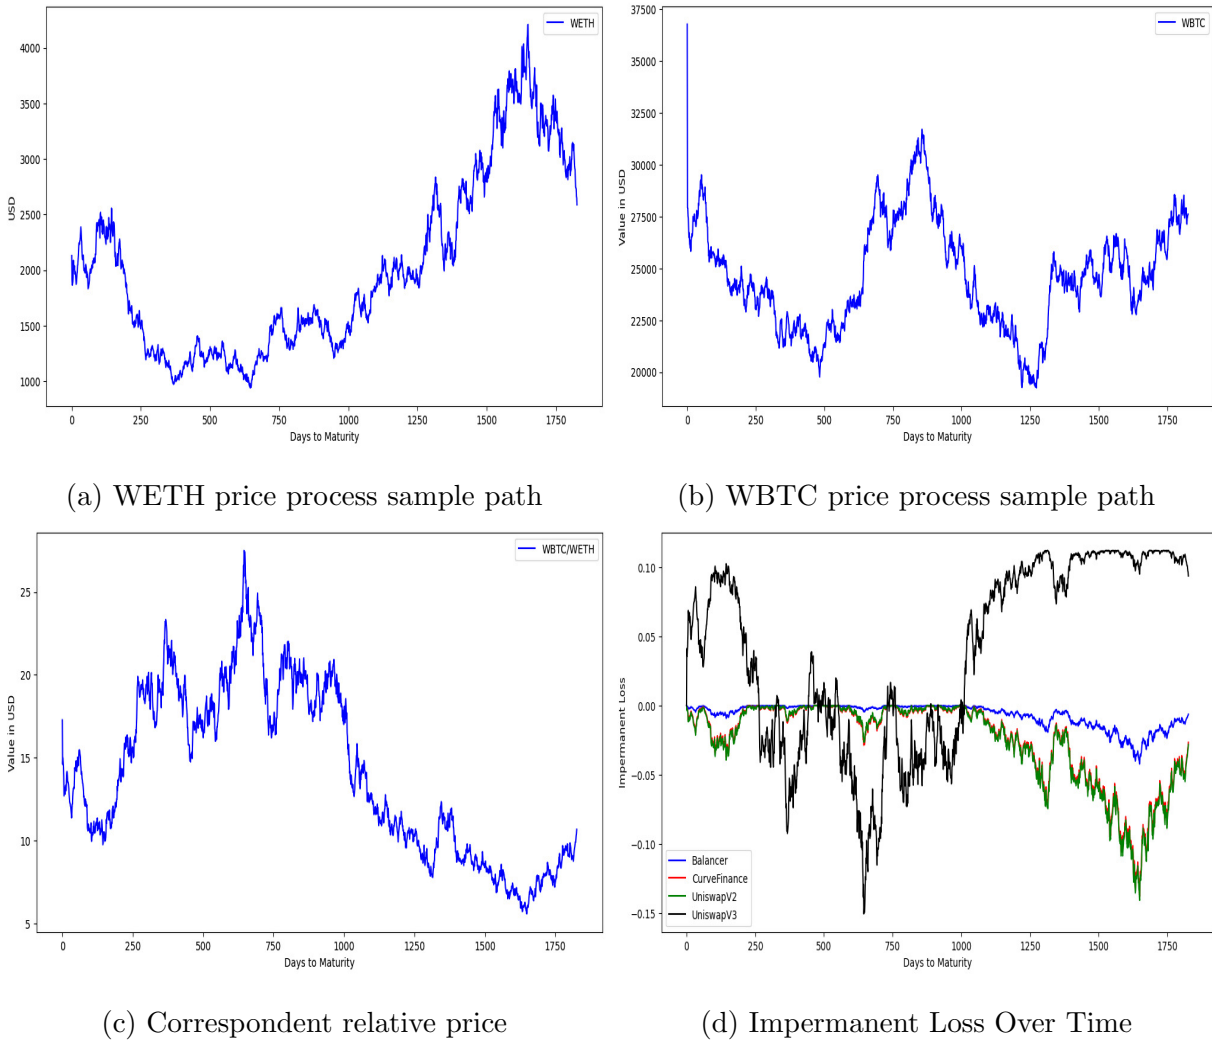 WETH
4000
3500
3000
2500
2000
1500
1000
USD
0 250 500 750 1000 1250 1500 1750
Days to Maturity
(a) WETH price process sample path
WBTC
37500
35000
32500
30000
27500
25000
22500
20000
Value in USD
0 250 500 750 1000 1250 1500 1750
Days to Maturity
(b) WBTC price process sample path
WBTC/WETH
25
20
15
10
5
Value in USD
0 250 500 750 1000 1250 1500 1750
Days to Maturity
(c) Correspondent relative price
0.10
0.05
0.00
−0.05
−0.10
−0.15
Impermanent Loss
Balancer
CurveFinance
UniswapV2
UniswapV3
0 250 500 750 1000 1250 1500 1750
Days to Maturity
(d) Impermanent Loss Over Time